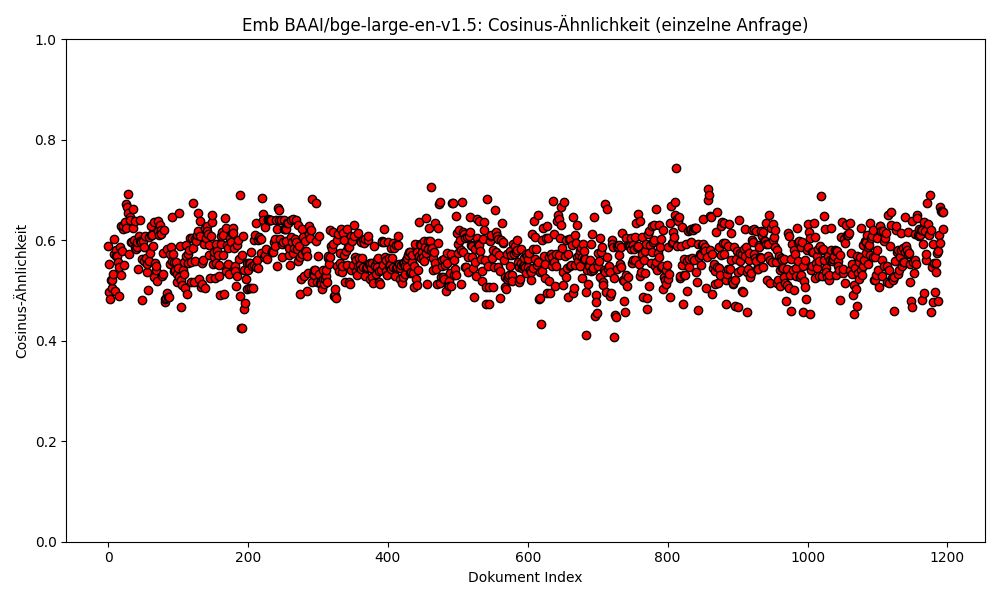 Emb BAAI/bge-large-en-v1.5: Cosinus-Ähnlichkeit (einzelne Anfrage)
1.0
0.8
0.6
0.4
0.2
0.0
Cosinus-Ähnlichkeit
0 200 400 600 800 1000 1200
Dokument Index